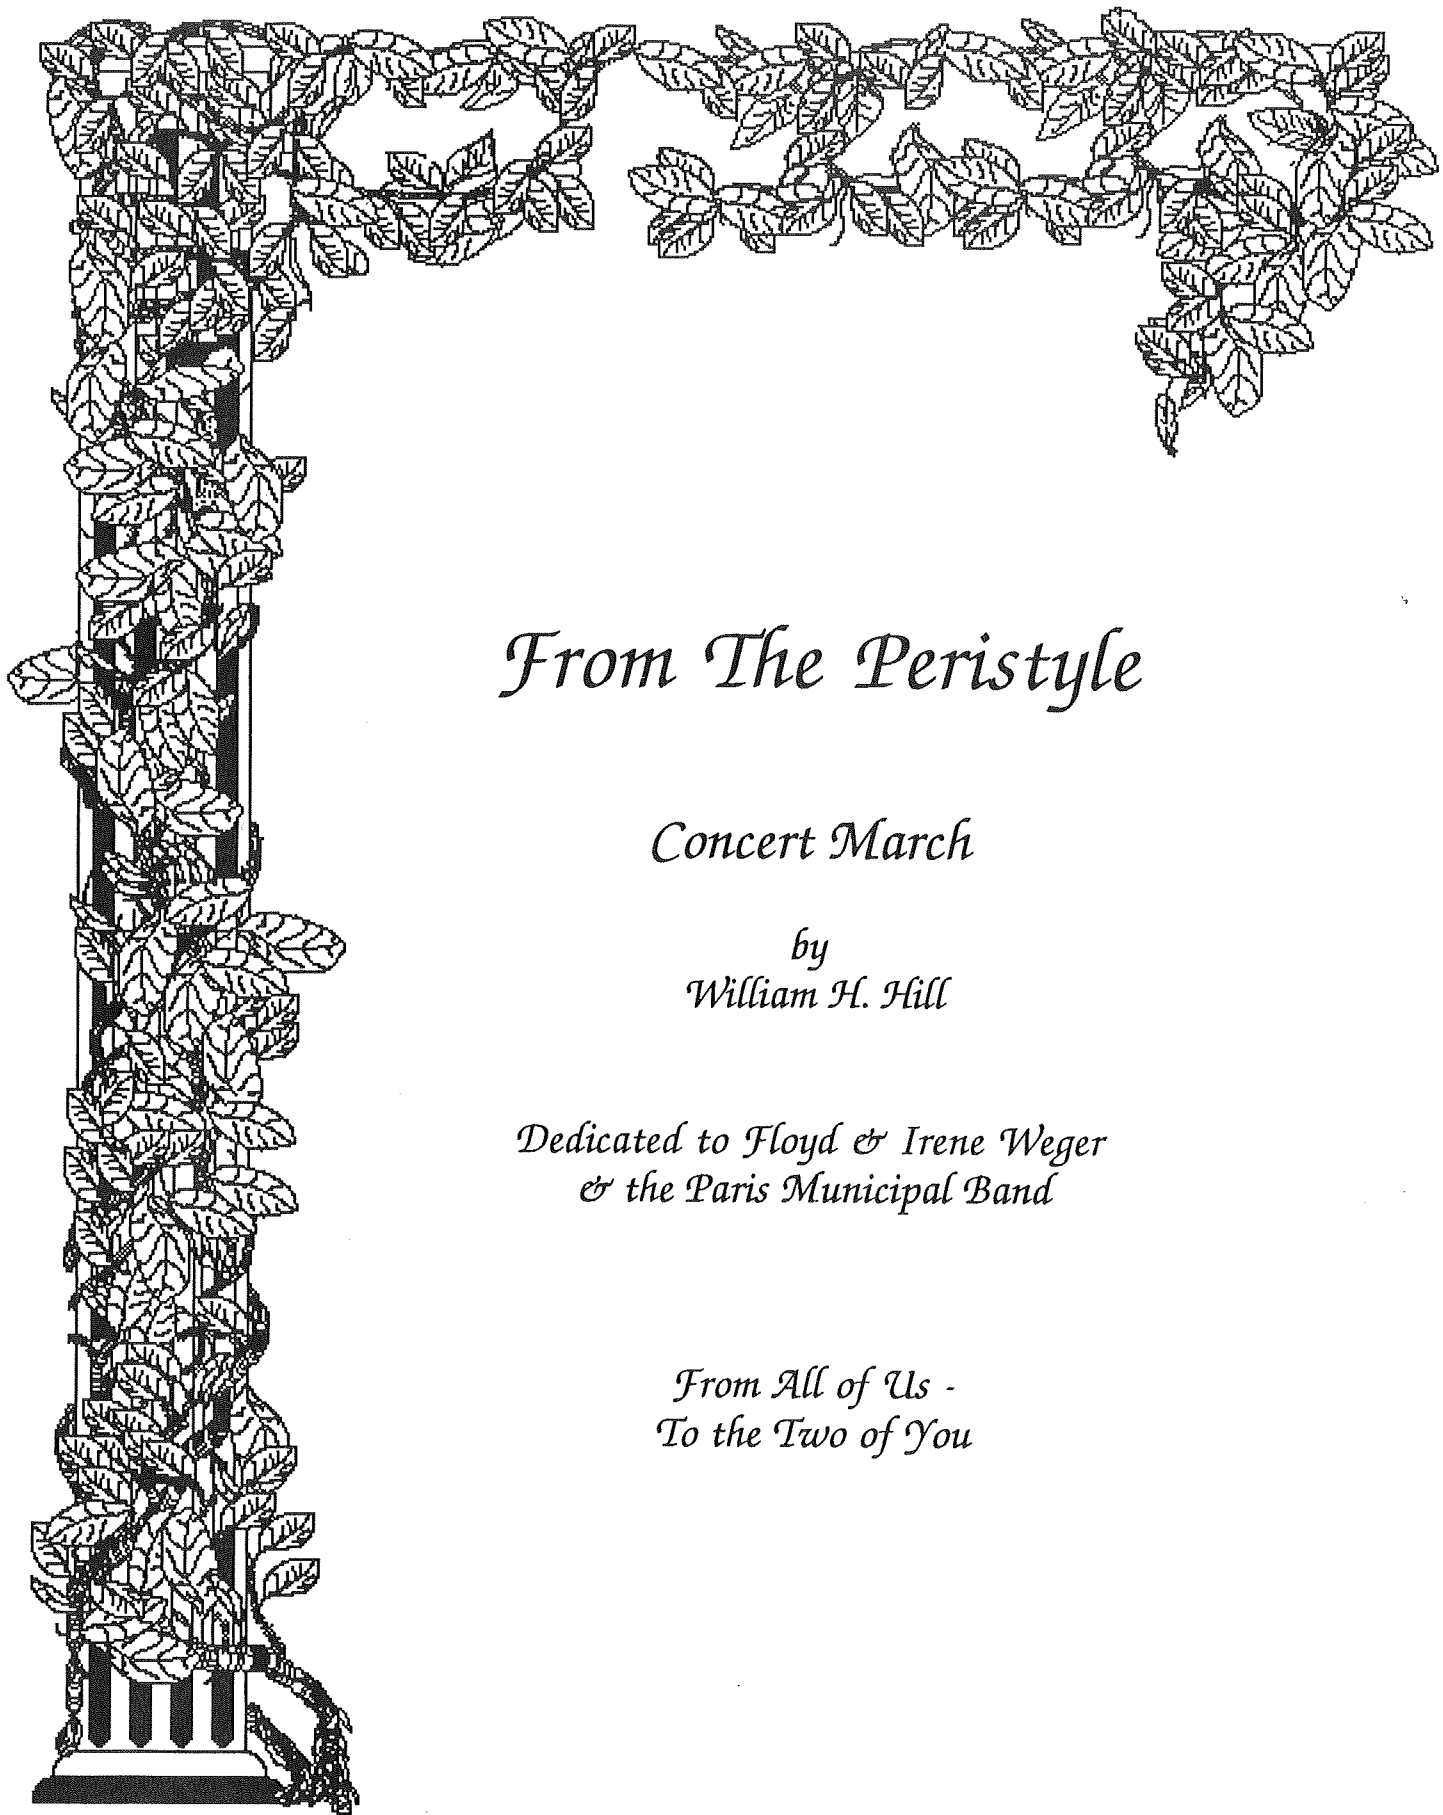 From The Peristyle
Concert March
by
William H. Hill
Dedicated to Floyd & Irene Weger
& the Paris Municipal Band
From All of Us -
To the Two of You